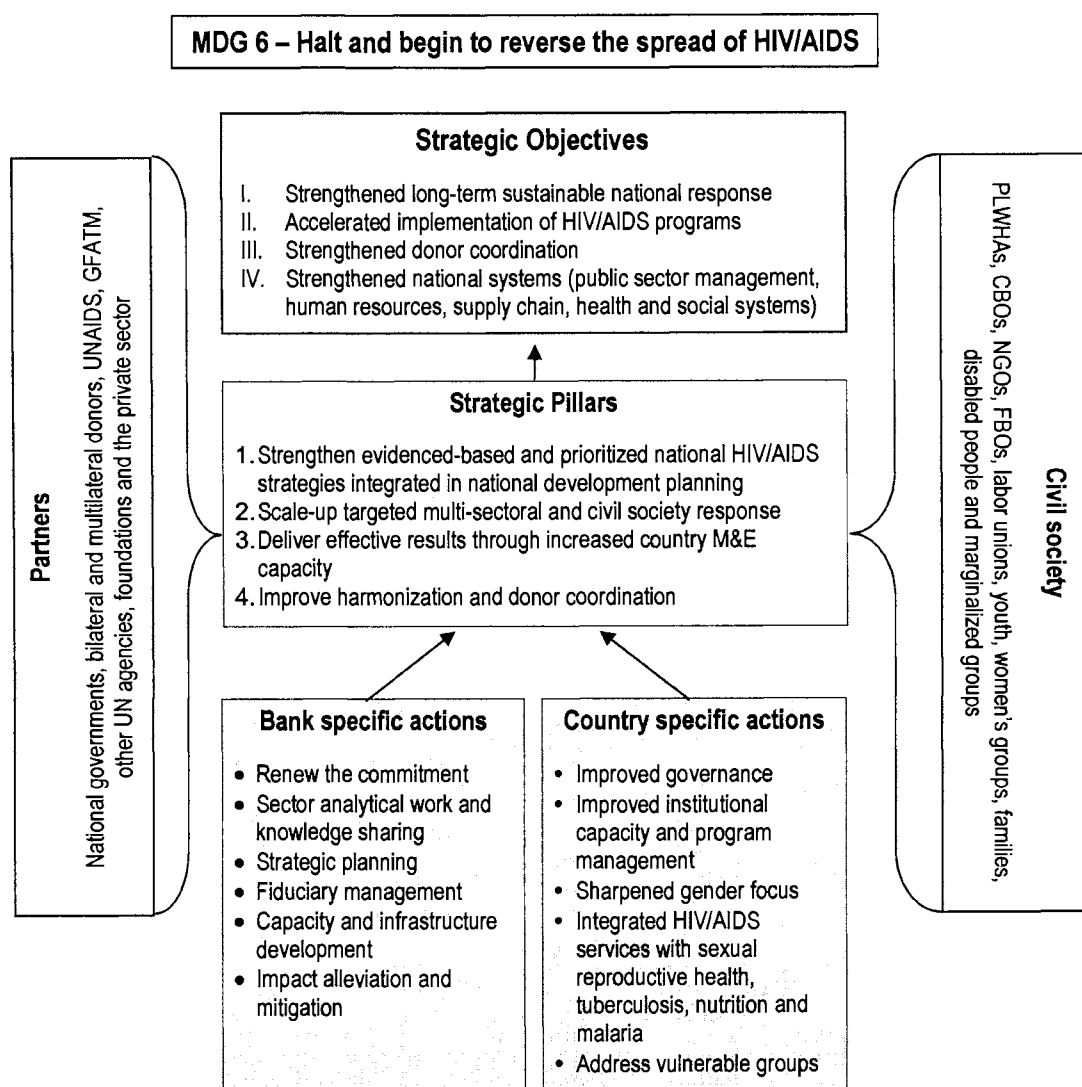 MDG 6 – Halt and begin to reverse the spread of HIV/AIDS
Strategic Objectives
I. Strengthened long-term sustainable national response
II. Accelerated implementation of HIV/AIDS programs
III. Strengthened donor coordination
IV. Strengthened national systems (public sector management,
human resources, supply chain, health and social systems)
Partners
National governments, bilateral and multilateral donors, UNAIDS, GFATM,
other UN agencies, foundations and the private sector
Strategic Pillars
1. Strengthen evidenced-based and prioritized national HIV/AIDS
strategies integrated in national development planning
2. Scale-up targeted multi-sectoral and civil society response
3. Deliver effective results through increased country M&E
capacity
4. Improve harmonization and donor coordination
Civil society
PLWHAs, CBOs, NGOs, FBOs, labor unions, youth, women's groups, families,
disabled people and marginalized groups
Bank specific actions
• Renew the commitment
• Sector analytical work and
knowledge sharing
• Strategic planning
• Fiduciary management
• Capacity and infrastructure
development
• Impact alleviation and
mitigation
Country specific actions
• Improved governance
• Improved institutional
capacity and program
management
• Sharpened gender focus
• Integrated HIV/AIDS
services with sexual
reproductive health,
tuberculosis, nutrition and
malaria
• Address vulnerable groups